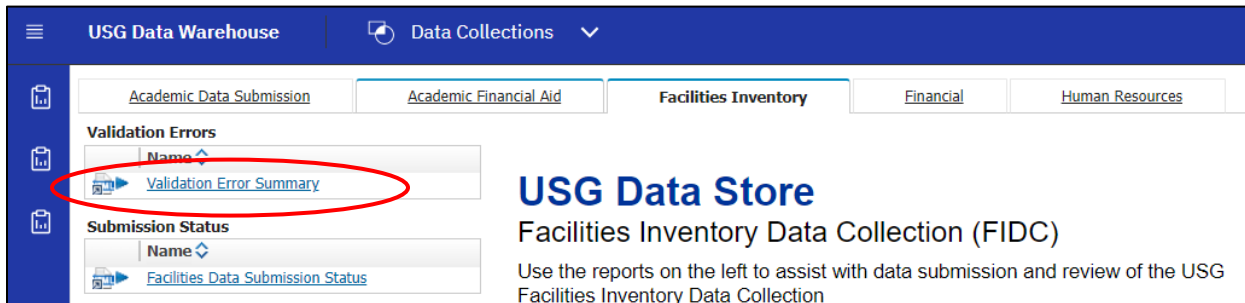 USG Data Warehouse
Data Collections
Academic Data Submission
Academic Financial Aid
Facilities Inventory
Financial
Human Resources
Validation Errors
Name
Validation Error Summary
Submission Status
Name
Facilities Data Submission Status
USG Data Store
Facilities Inventory Data Collection (FIDC)
Use the reports on the left to assist with data submission and review of the USG
Facilities Inventory Data Collection